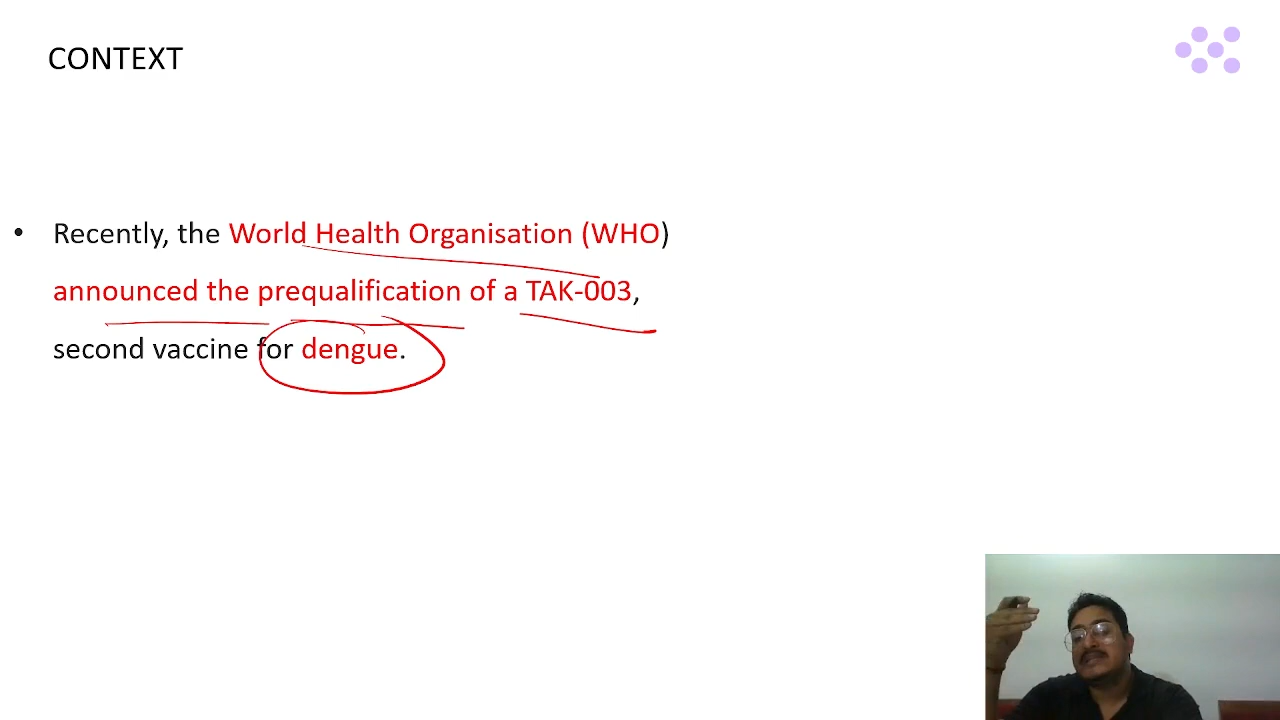 CONTEXT
• Recently, the World Health Organisation (WHO)
announced the prequalification of a TAK-003,
second vaccine for dengue.